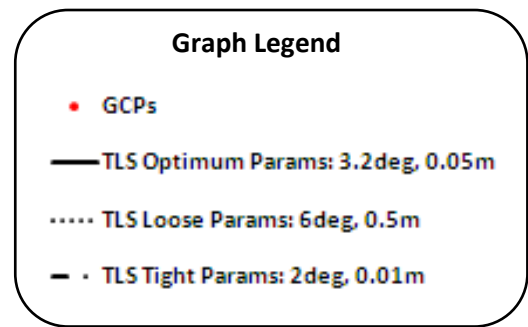 Graph Legend
GCPs
TLS Optimum Params: 3.2deg, 0.05m
TLS Loose Params: 6deg, 0.5m
TLS Tight Params: 2deg, 0.01m